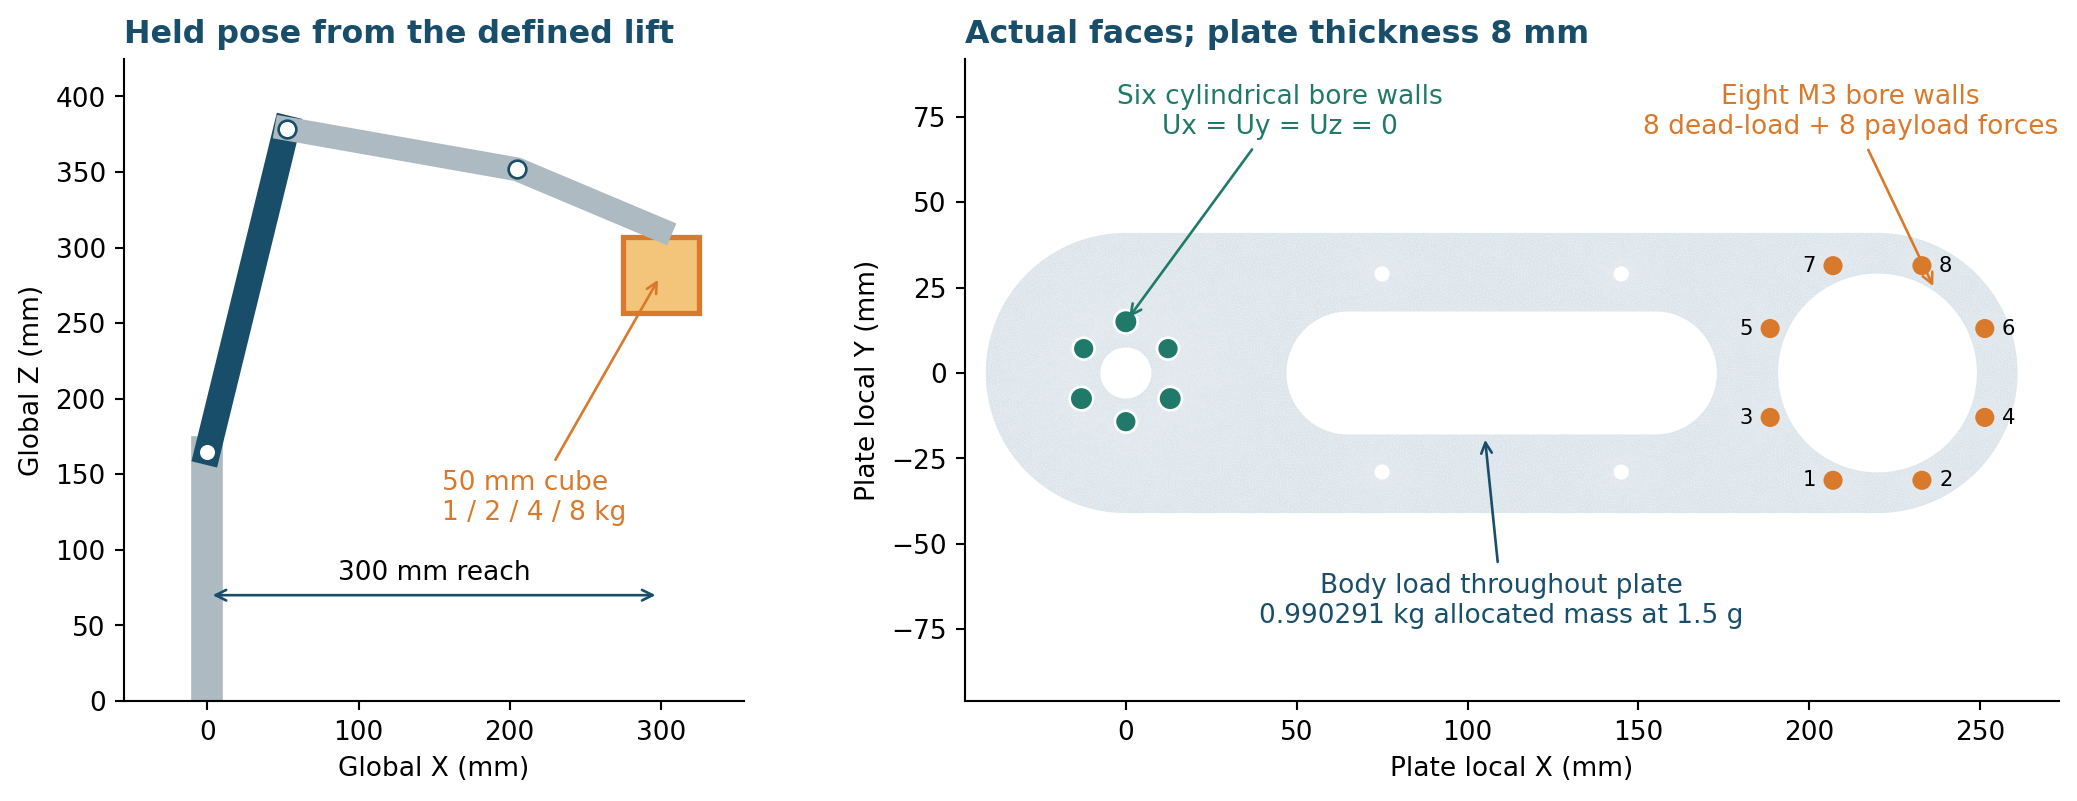 Held pose from the defined lift
Global Z (mm)
400
350
300
250
200
150
100
50
0
50 mm cube
1 / 2 / 4 / 8 kg
300 mm reach
0
100
200
300
Global X (mm)
Actual faces; plate thickness 8 mm
Plate local Y (mm)
75
50
25
0
−25
−50
−75
Six cylindrical bore walls
Ux = Uy = Uz = 0
Eight M3 bore walls
8 dead-load + 8 payload forces
7
8
5
6
3
4
1
2
Body load throughout plate
0.990291 kg allocated mass at 1.5 g
0
50
100
150
200
250
Plate local X (mm)